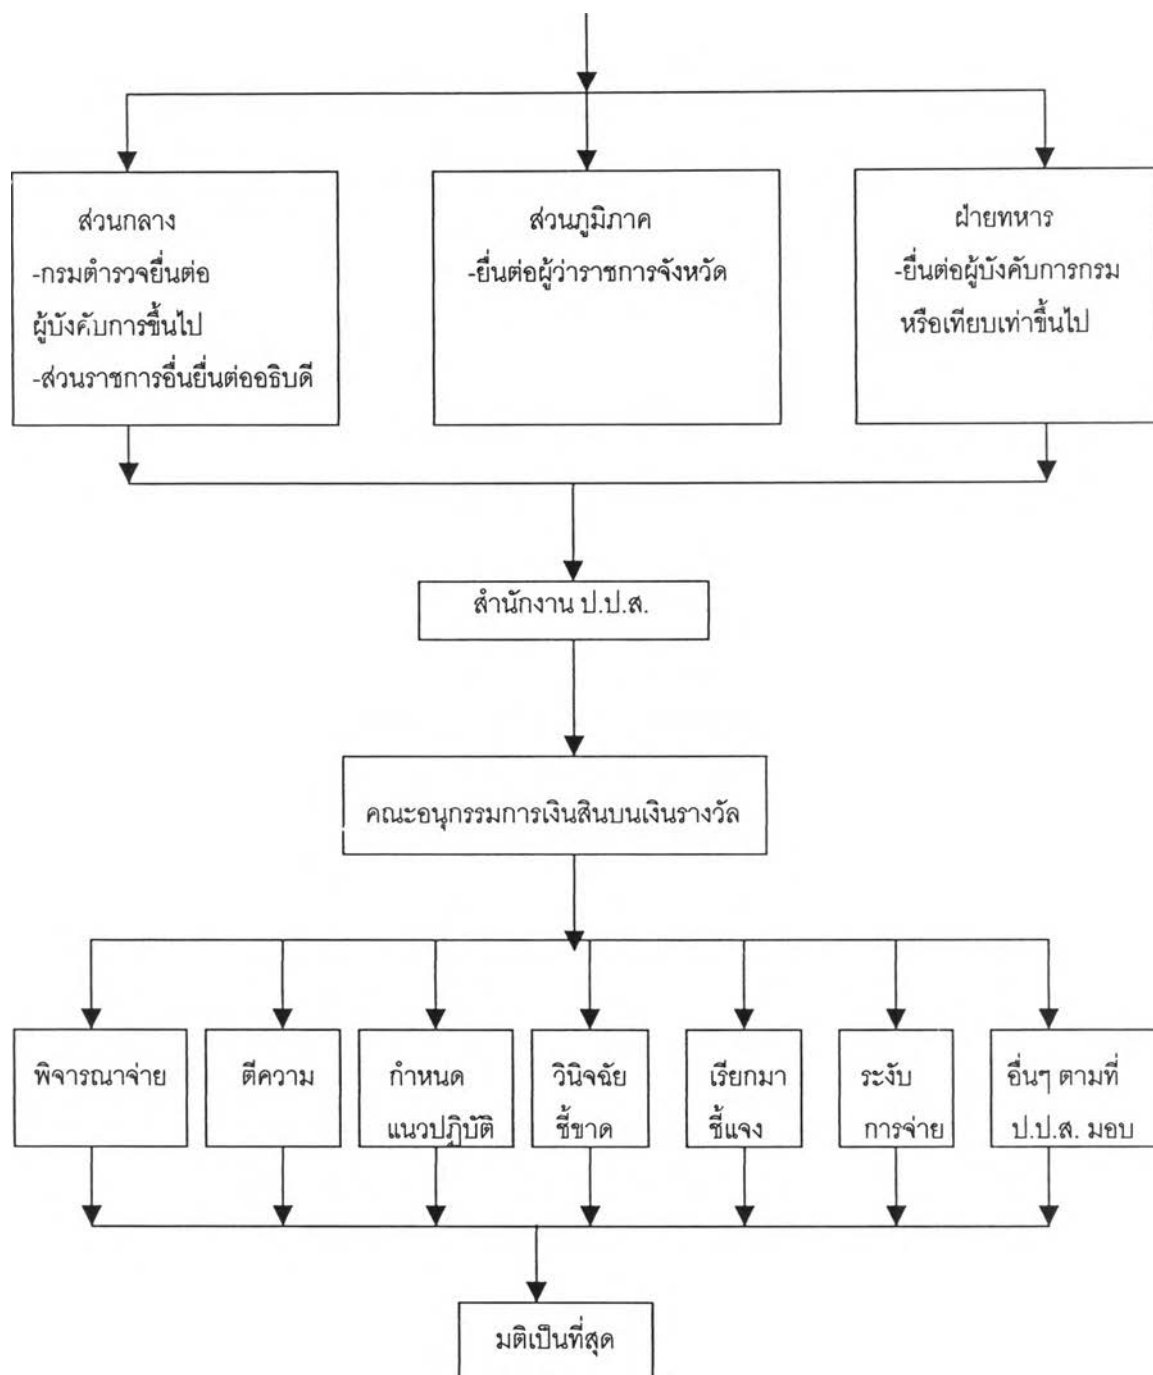 ส่วนกลาง
-กรมตำรวจยื่นต่อ
ผู้บังคับการขึ้นไป
-ส่วนราชการอื่นยื่นต่ออธิบดี
ส่วนภูมิภาค
-ยื่นต่อผู้ว่าราชการจังหวัด
ฝ่ายทหาร
-ยื่นต่อผู้บังคับการกรม
หรือเทียบเท่าขึ้นไป
สำนักงาน ป.ป.ส.
คณะอนุกรรมการเงินสินบนเงินรางวัล
พิจารณาจ่าย
ตีความ
กำหนด
แนวปฏิบัติ
วินิจฉัย
ชี้ขาด
เรียกมา
ชี้แจง
ระงับ
การจ่าย
อื่นๆ ตามที่
ป.ป.ส. มอบ
มติเป็นที่สุด